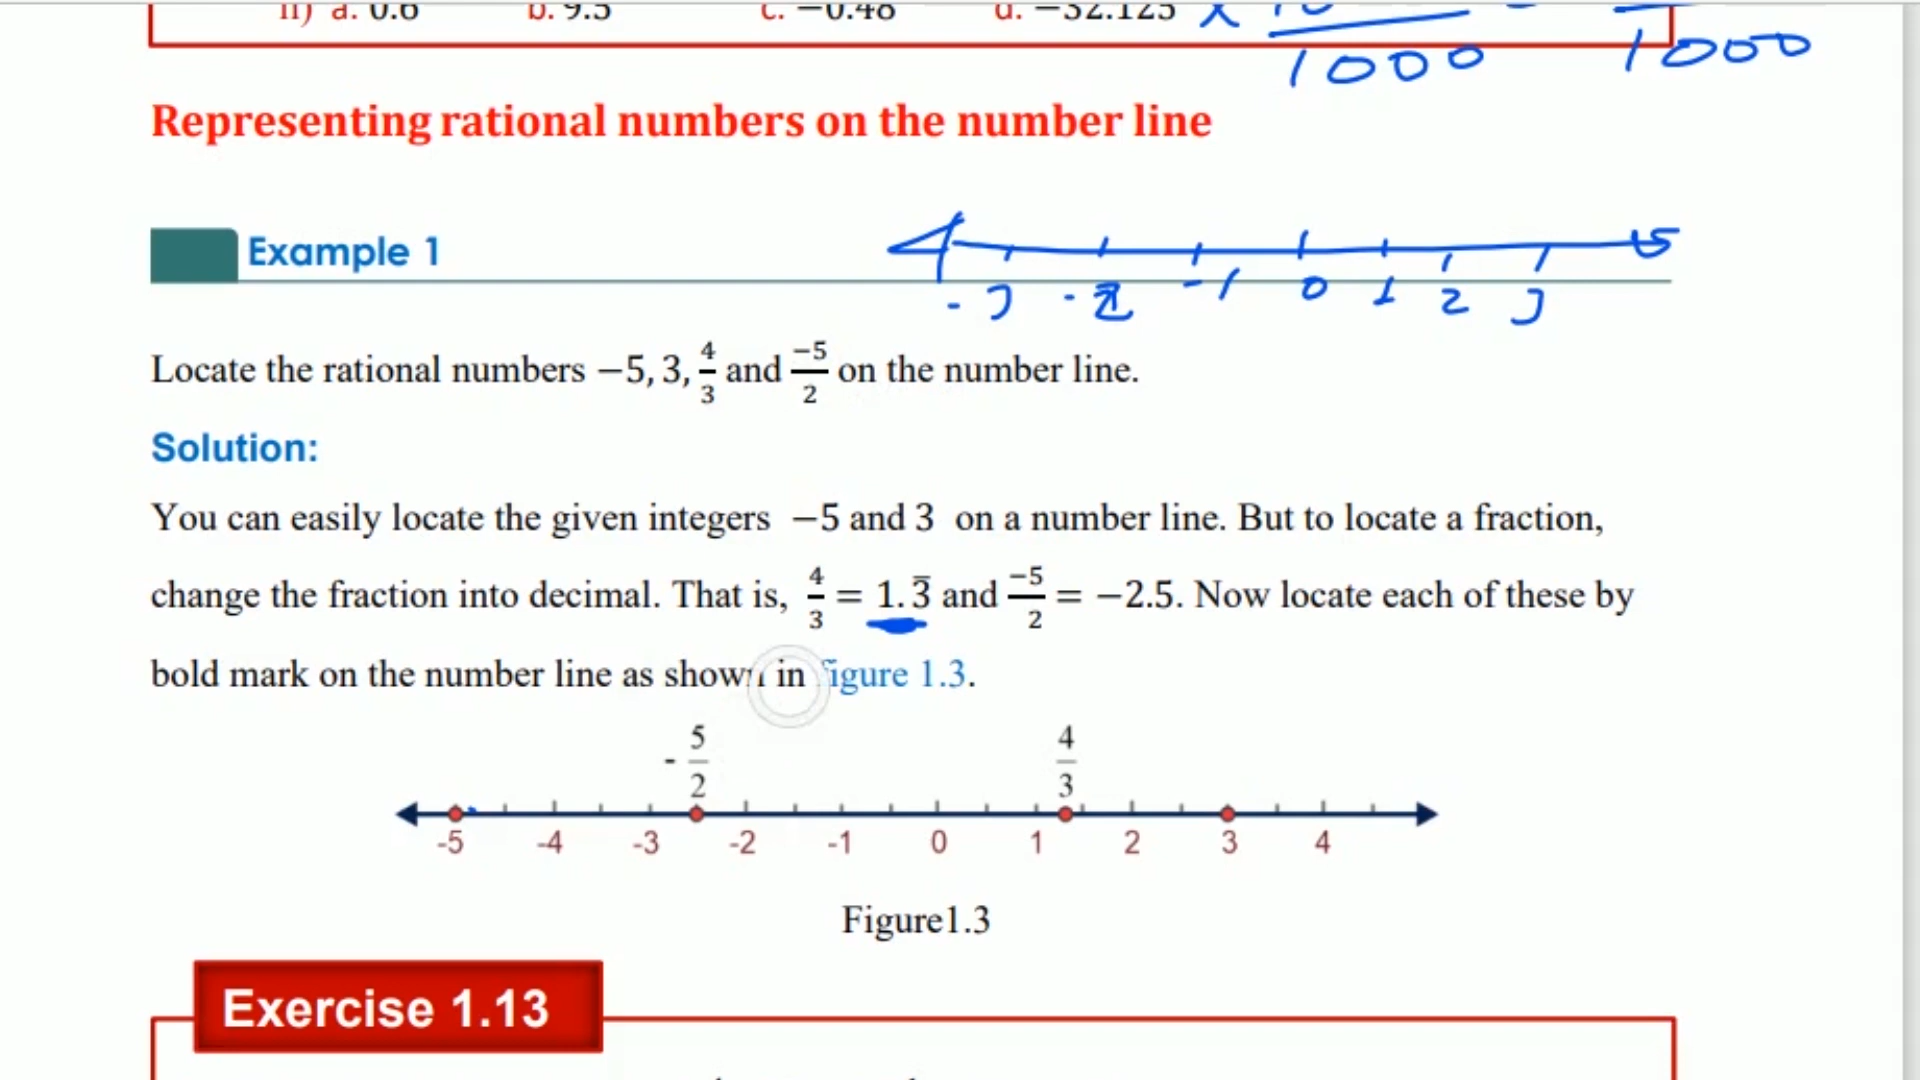 ii) a. 0.6 b. 9.5 c. −0.48 d. −32.125 ×
1000 1000
Representing rational numbers on the number line
Example 1
-3 -2 -1 0 1 2 3
Locate the rational numbers −5, 3, 4/3 and −5/2 on the number line.
Solution:
You can easily locate the given integers −5 and 3 on a number line. But to locate a fraction,
change the fraction into decimal. That is, 4/3 = 1.3̅ and −5/2 = −2.5. Now locate each of these by
bold mark on the number line as shown in figure 1.3.
- 5/2 4/3
-5 -4 -3 -2 -1 0 1 2 3 4
Figure1.3
Exercise 1.13